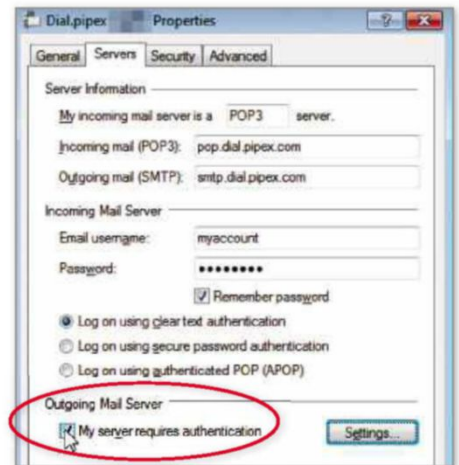 Dial.pipex Properties
General Servers Security Advanced
Server Information
My incoming mail server is a POP3 server.
Incoming mail (POP3): pop.dial.pipex.com
Outgoing mail (SMTP): smtp.dial.pipex.com
Incoming Mail Server
Email username: myaccount
Password: ●●●●●●●●
Remember password
Log on using clear text authentication
Log on using secure password authentication
Log on using authenticated POP (APOP)
Outgoing Mail Server
My server requires authentication Settings...